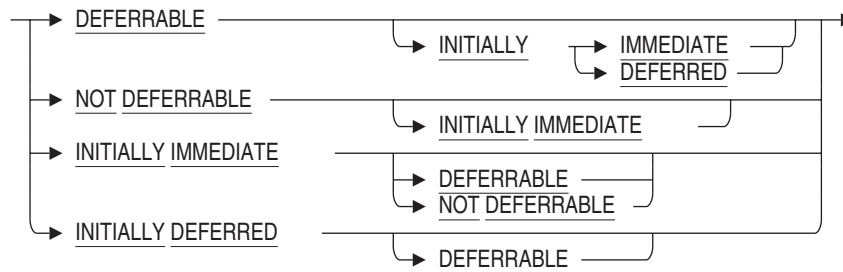 DEFERRABLE
INITIALLY IMMEDIATE
DEFERRED
NOT DEFERRABLE
INITIALLY IMMEDIATE
INITIALLY IMMEDIATE
DEFERRABLE
NOT DEFERRABLE
INITIALLY DEFERRED
DEFERRABLE